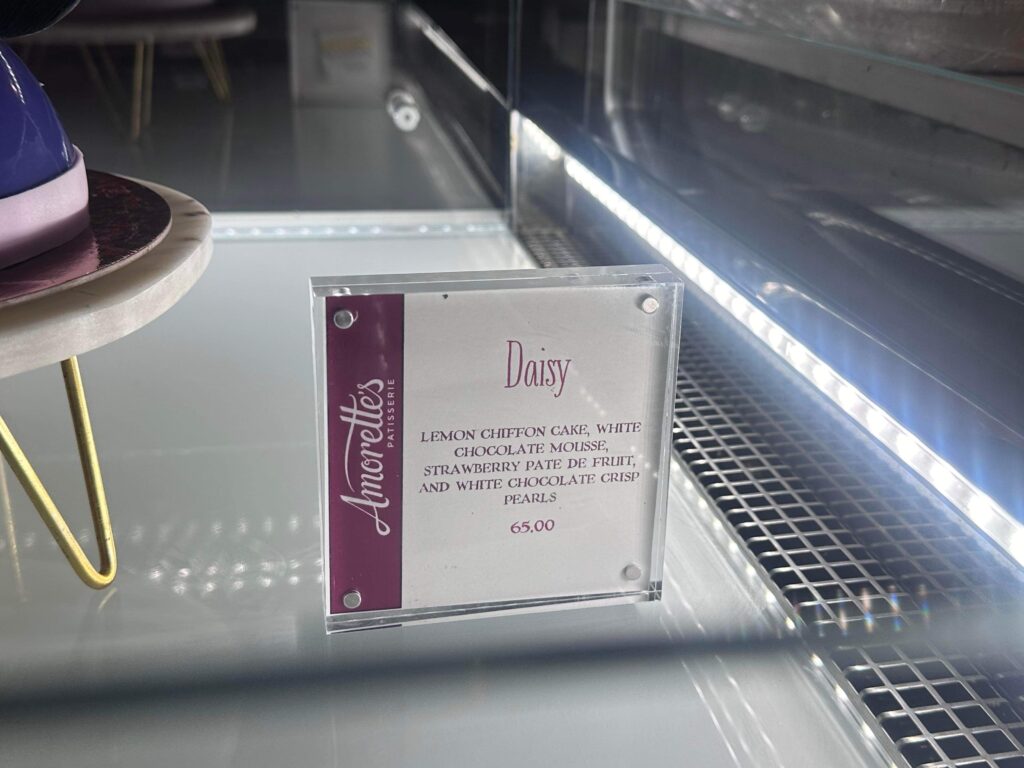 Amorette's
PATISSERIE
Daisy
LEMON CHIFFON CAKE, WHITE
CHOCOLATE MOUSSE,
STRAWBERRY PATE DE FRUIT,
AND WHITE CHOCOLATE CRISP
PEARLS
65.00